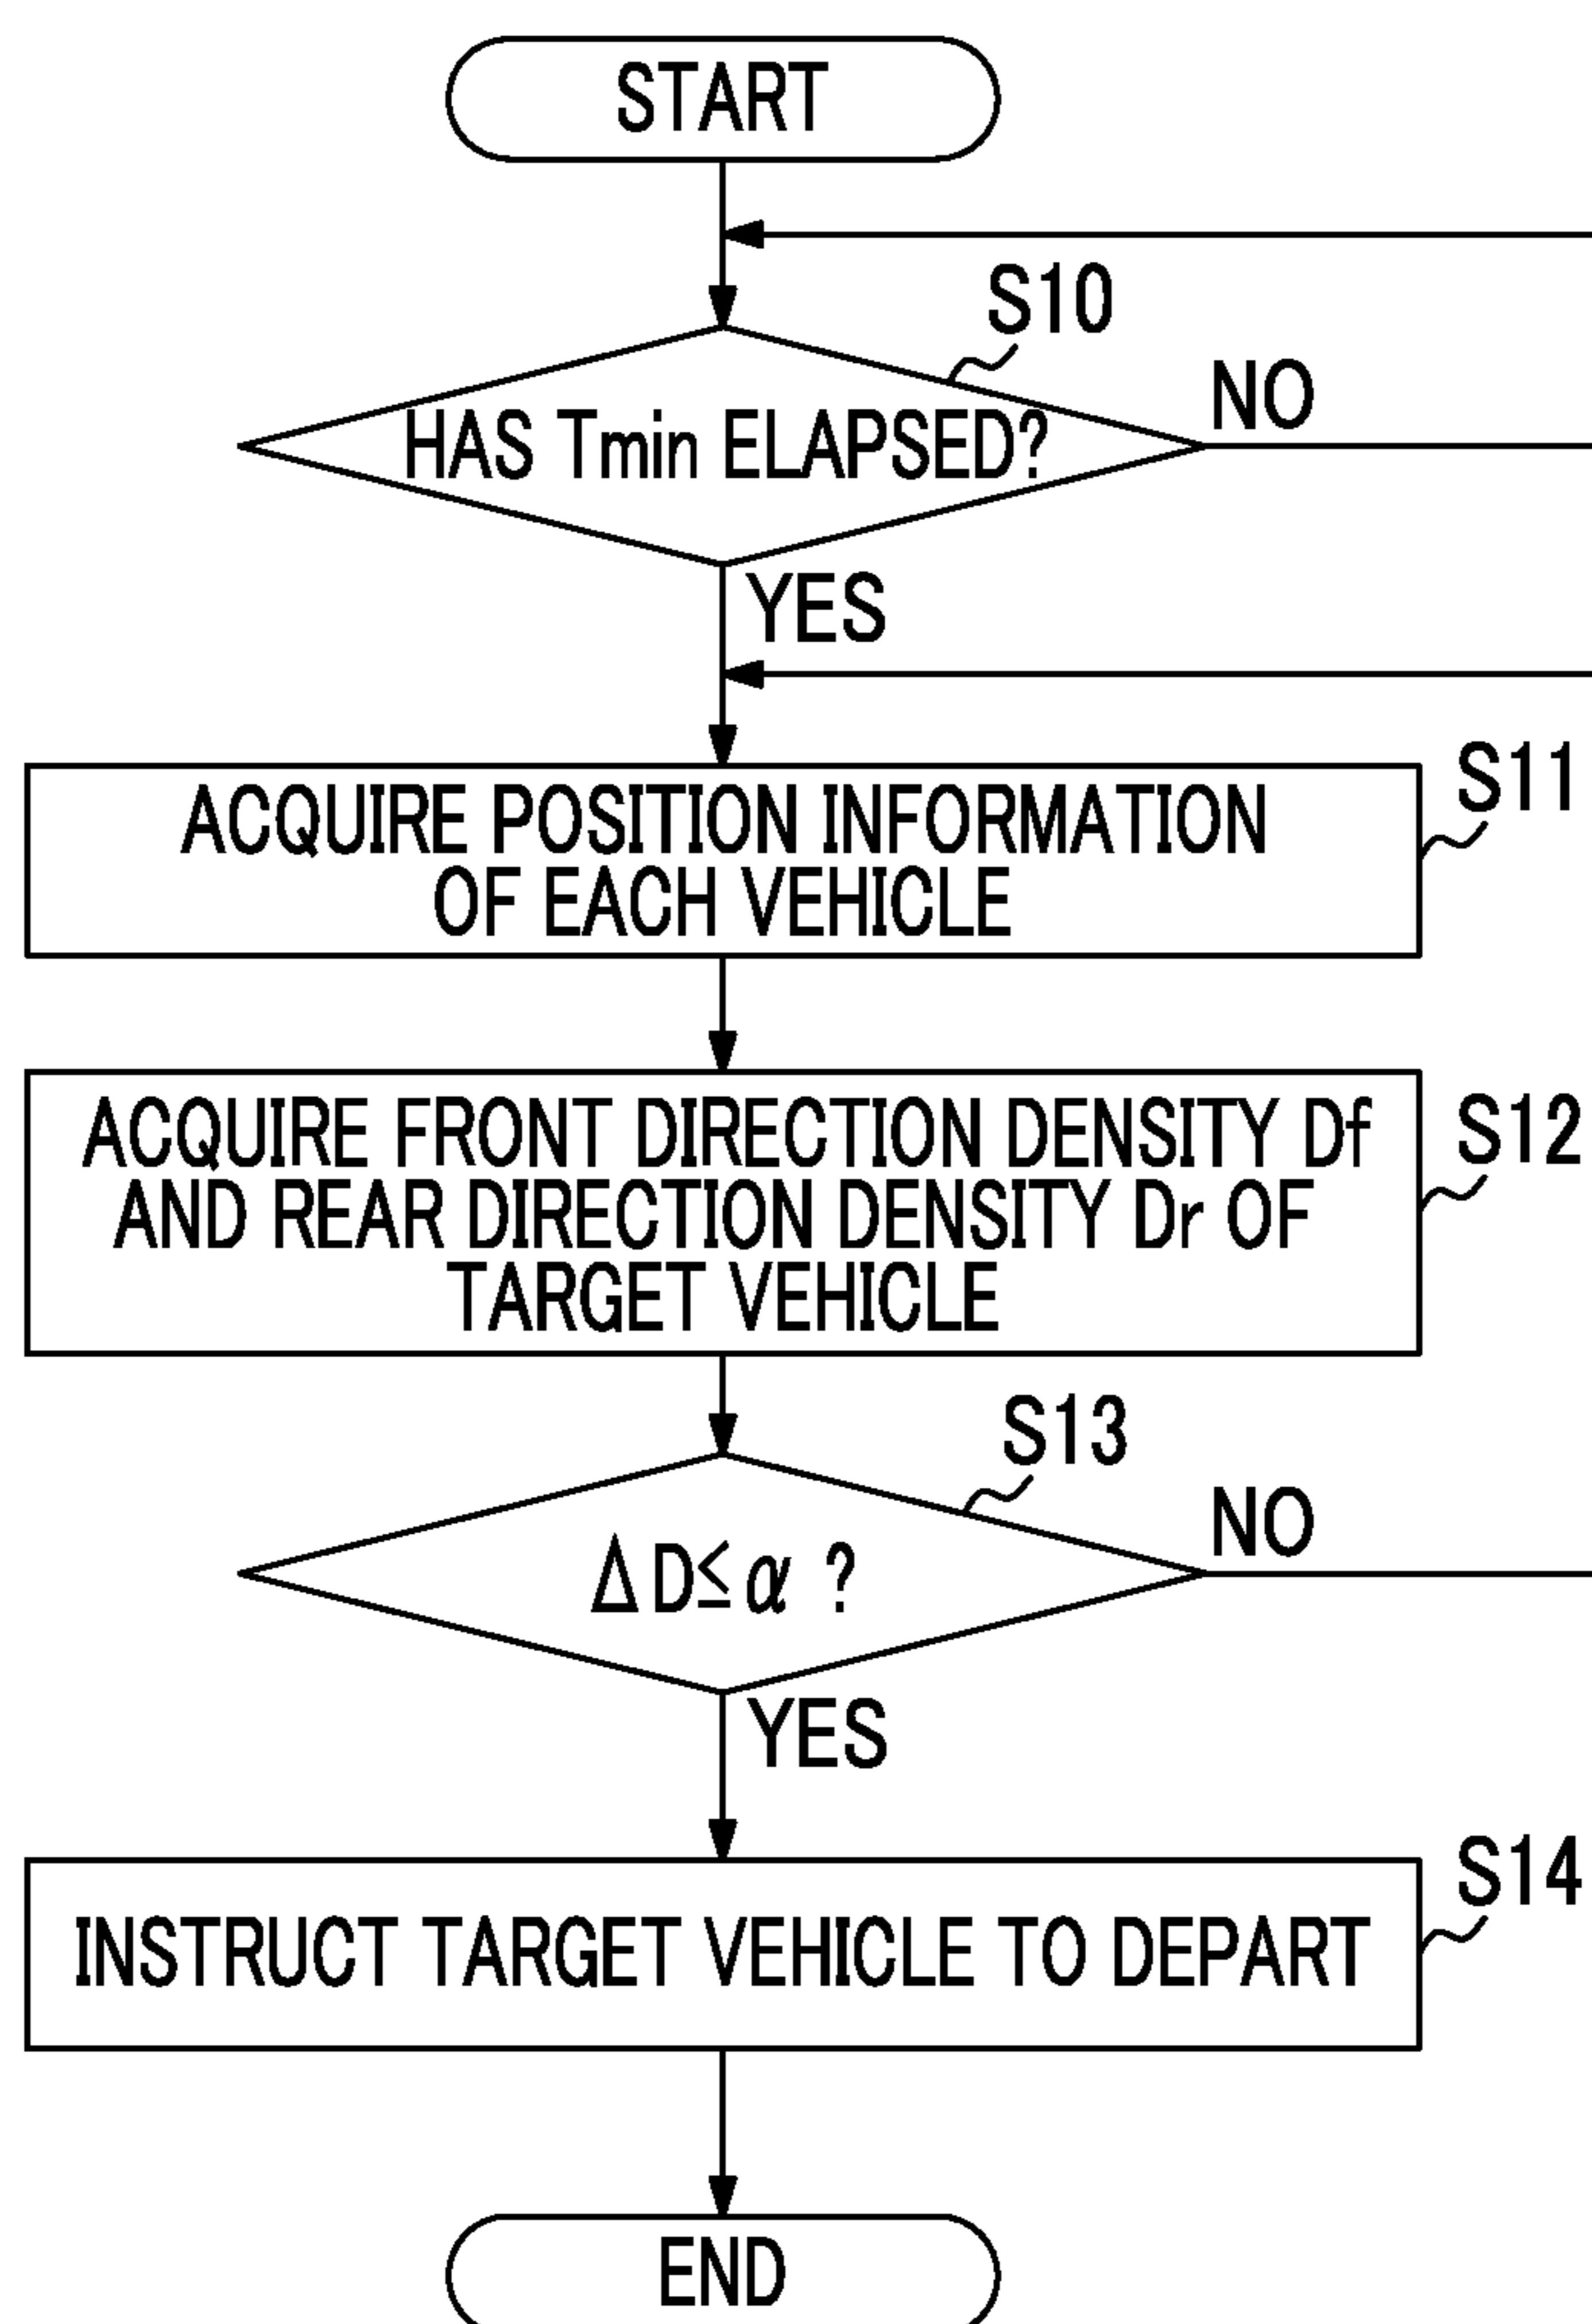 START
S10
HAS Tmin ELAPSED?
NO
YES
S11
ACQUIRE POSITION INFORMATION
OF EACH VEHICLE
S12
ACQUIRE FRONT DIRECTION DENSITY Df
AND REAR DIRECTION DENSITY Dr OF
TARGET VEHICLE
S13
ΔD≤α ?
NO
YES
S14
INSTRUCT TARGET VEHICLE TO DEPART
END